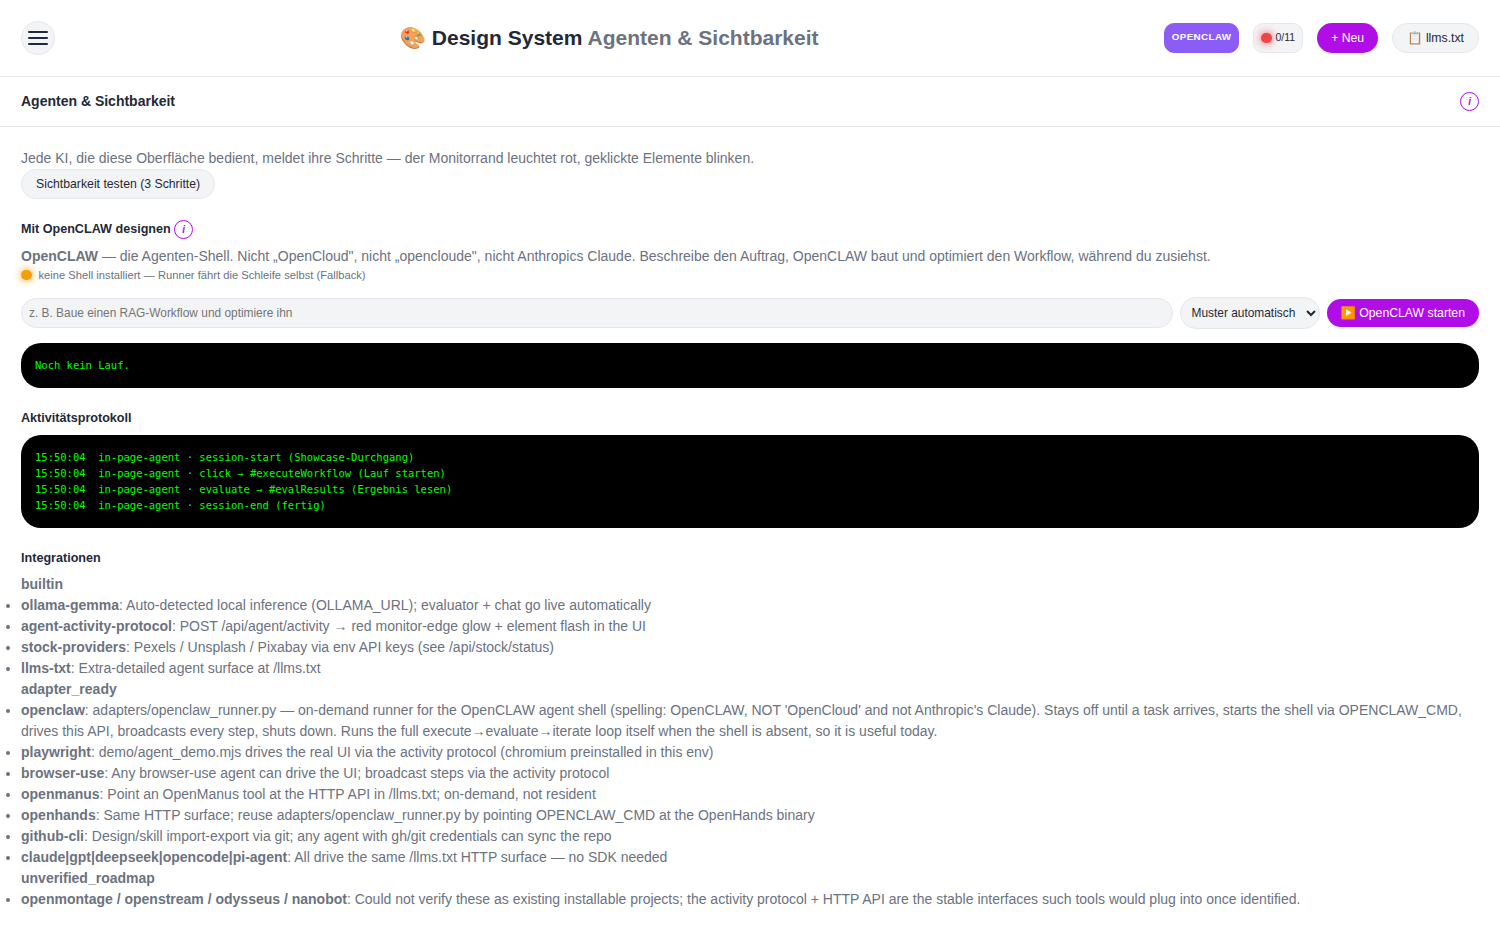 🎨 Design System Agenten & Sichtbarkeit
OPENCLAW
0/11
+ Neu
📋 llms.txt
Agenten & Sichtbarkeit
i
Jede KI, die diese Oberfläche bedient, meldet ihre Schritte — der Monitorrand leuchtet rot, geklickte Elemente blinken.
Sichtbarkeit testen (3 Schritte)
Mit OpenCLAW designen i
OpenCLAW — die Agenten-Shell. Nicht „OpenCloud", nicht „opencloude", nicht Anthropics Claude. Beschreibe den Auftrag, OpenCLAW baut und optimiert den Workflow, während du zusiehst.
keine Shell installiert — Runner fährt die Schleife selbst (Fallback)
z. B. Baue einen RAG-Workflow und optimiere ihn
Muster automatisch
▶️ OpenCLAW starten
Noch kein Lauf.
Aktivitätsprotokoll
15:50:04 in-page-agent · session-start (Showcase-Durchgang)
15:50:04 in-page-agent · click → #executeWorkflow (Lauf starten)
15:50:04 in-page-agent · evaluate → #evalResults (Ergebnis lesen)
15:50:04 in-page-agent · session-end (fertig)
Integrationen
builtin
• ollama-gemma: Auto-detected local inference (OLLAMA_URL); evaluator + chat go live automatically
• agent-activity-protocol: POST /api/agent/activity → red monitor-edge glow + element flash in the UI
• stock-providers: Pexels / Unsplash / Pixabay via env API keys (see /api/stock/status)
• llms-txt: Extra-detailed agent surface at /llms.txt
adapter_ready
• openclaw: adapters/openclaw_runner.py — on-demand runner for the OpenCLAW agent shell (spelling: OpenCLAW, NOT 'OpenCloud' and not Anthropic's Claude). Stays off until a task arrives, starts the shell via OPENCLAW_CMD,
drives this API, broadcasts every step, shuts down. Runs the full execute→evaluate→iterate loop itself when the shell is absent, so it is useful today.
• playwright: demo/agent_demo.mjs drives the real UI via the activity protocol (chromium preinstalled in this env)
• browser-use: Any browser-use agent can drive the UI; broadcast steps via the activity protocol
• openmanus: Point an OpenManus tool at the HTTP API in /llms.txt; on-demand, not resident
• openhands: Same HTTP surface; reuse adapters/openclaw_runner.py by pointing OPENCLAW_CMD at the OpenHands binary
• github-cli: Design/skill import-export via git; any agent with gh/git credentials can sync the repo
• claude|gpt|deepseek|opencode|pi-agent: All drive the same /llms.txt HTTP surface — no SDK needed
unverified_roadmap
• openmontage / openstream / odysseus / nanobot: Could not verify these as existing installable projects; the activity protocol + HTTP API are the stable interfaces such tools would plug into once identified.